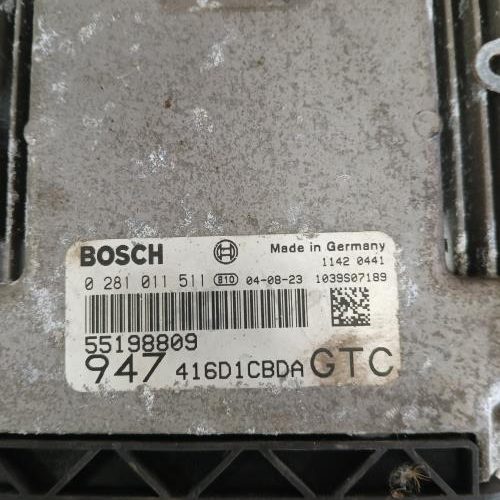 BOSCH Made in Germany
1142 0441
0 281 011 511 810 04-08-23 1039S07189
55198809
947 416D1CBDA GTC